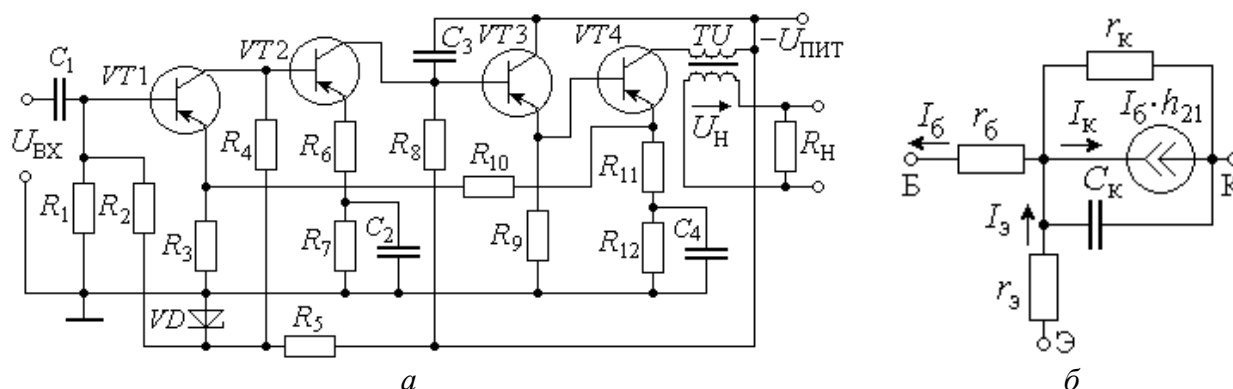 C1
VT1
VT2
C3
VT3
VT4
TU
−UПИТ
UВХ
R4
R6
R8
R10
UН
RН
R11
R1
R2
R3
R7
C2
R9
R12
C4
VD
R5
а
rк
Iб
rб
Iк
Iб·h21
Б
К
Cк
Iэ
rэ
Э
б